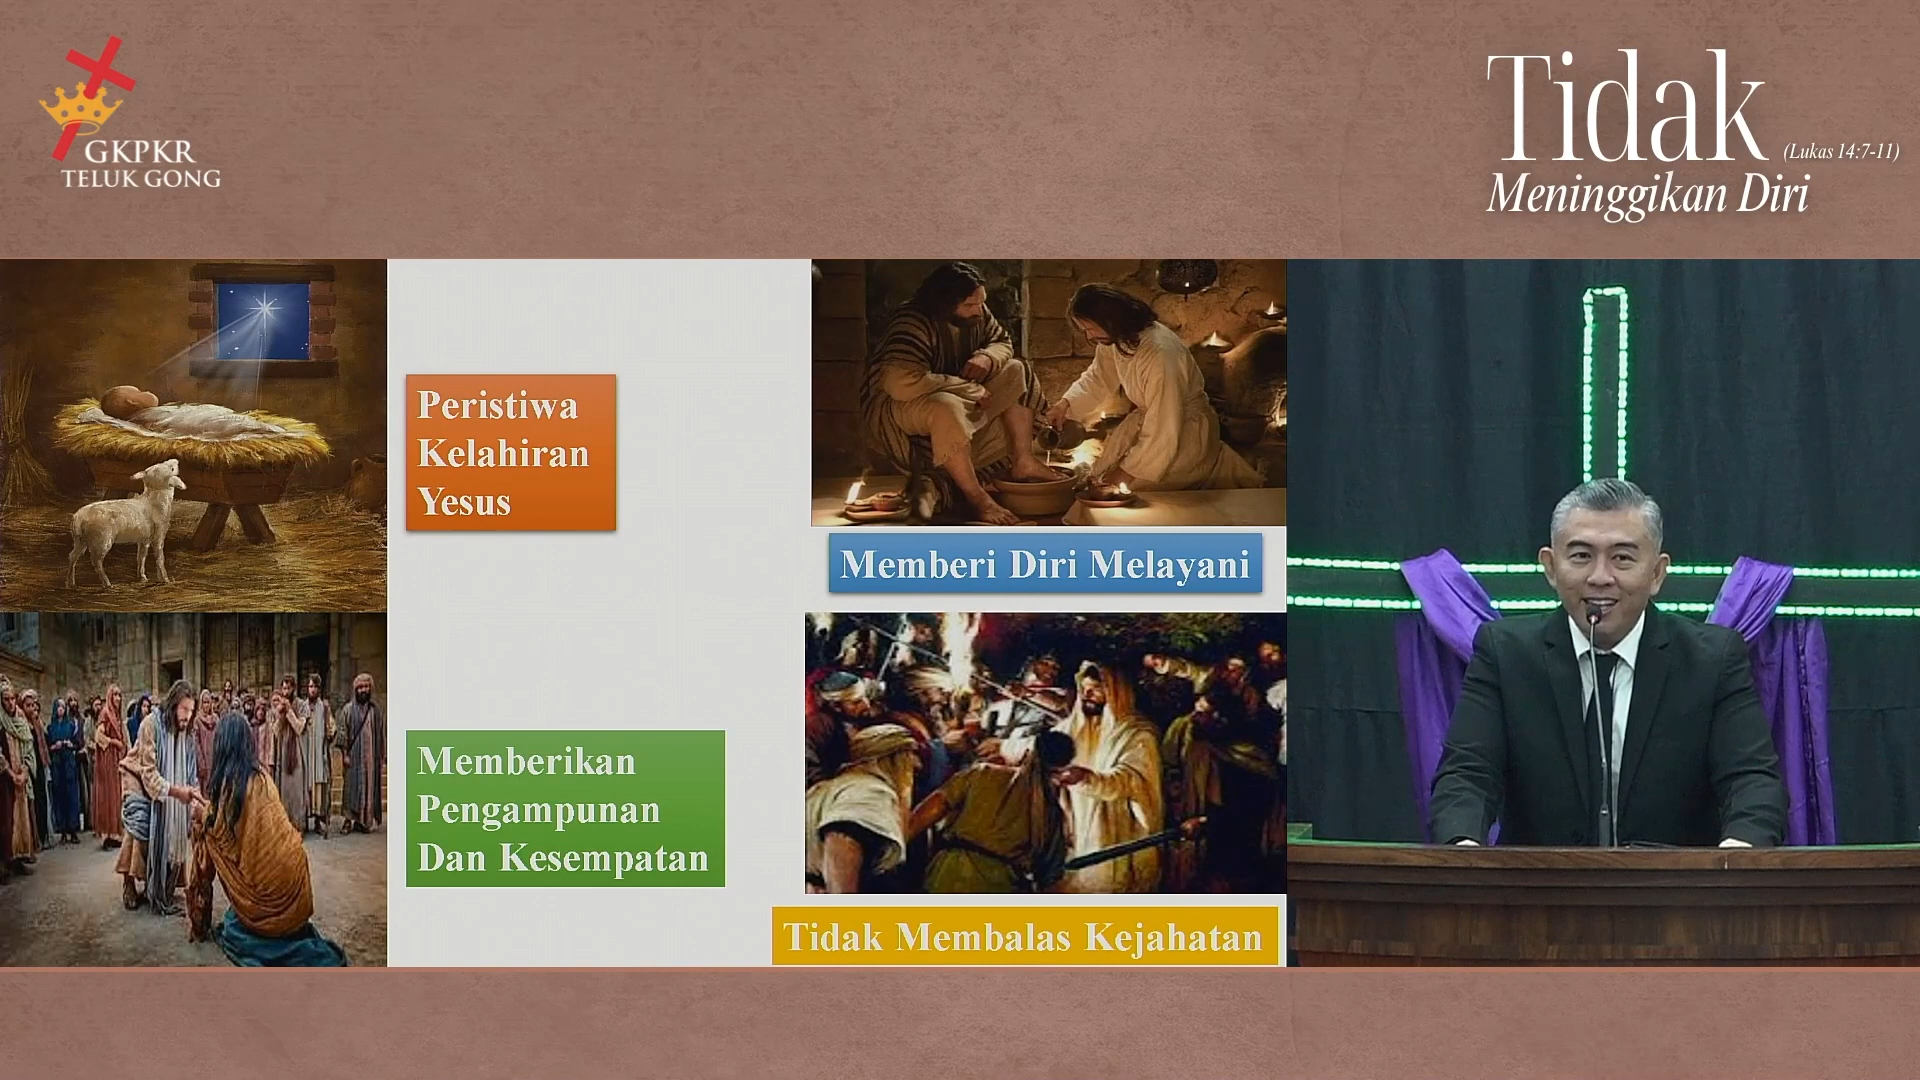 GKPKR
TELUK GONG
Tidak
(Lukas 14:7-11)
Meninggikan Diri
Peristiwa
Kelahiran
Yesus
Memberi Diri Melayani
Memberikan
Pengampunan
Dan Kesempatan
Tidak Membalas Kejahatan